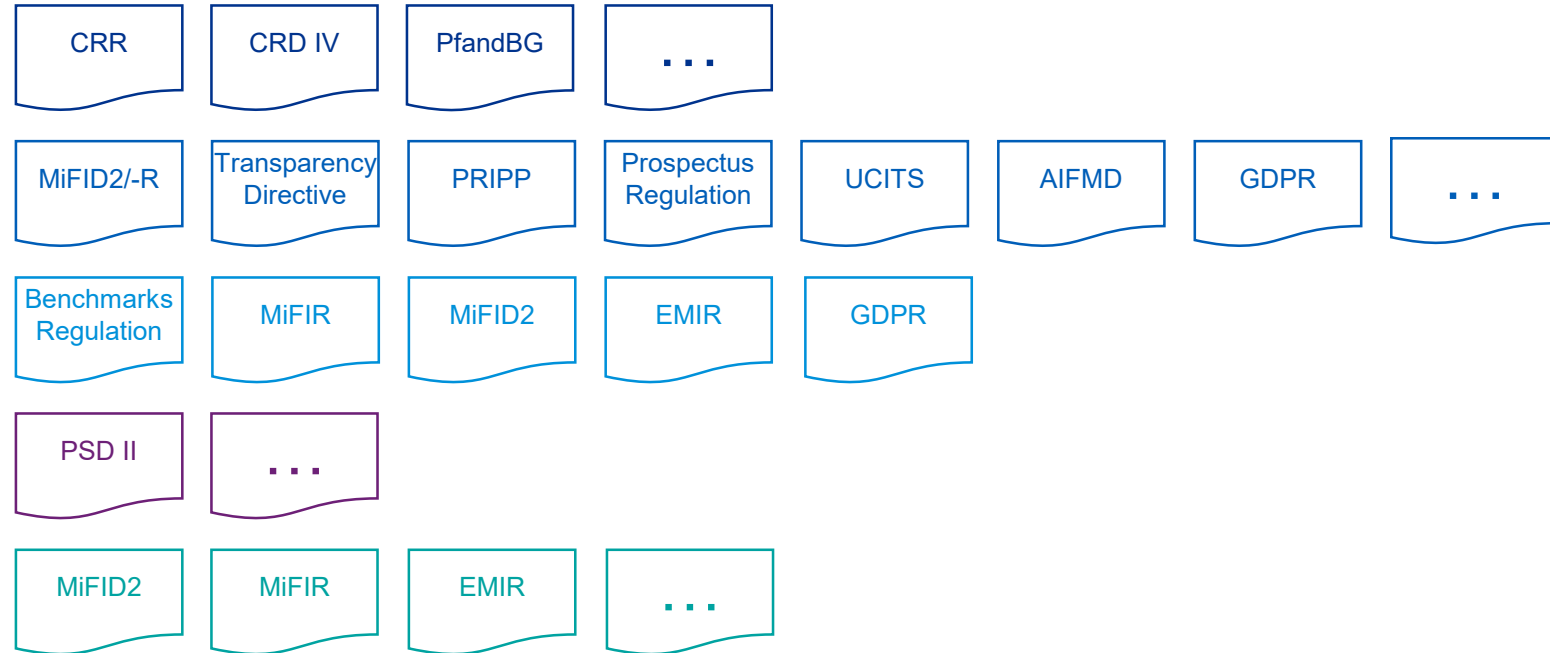 CRR
CRD IV
PfandBG
...
MiFID2/-R
Transparency
Directive
PRIPP
Prospectus
Regulation
UCITS
AIFMD
GDPR
...
Benchmarks
Regulation
MiFIR
MiFID2
EMIR
GDPR
PSD II
...
MiFID2
MiFIR
EMIR
...